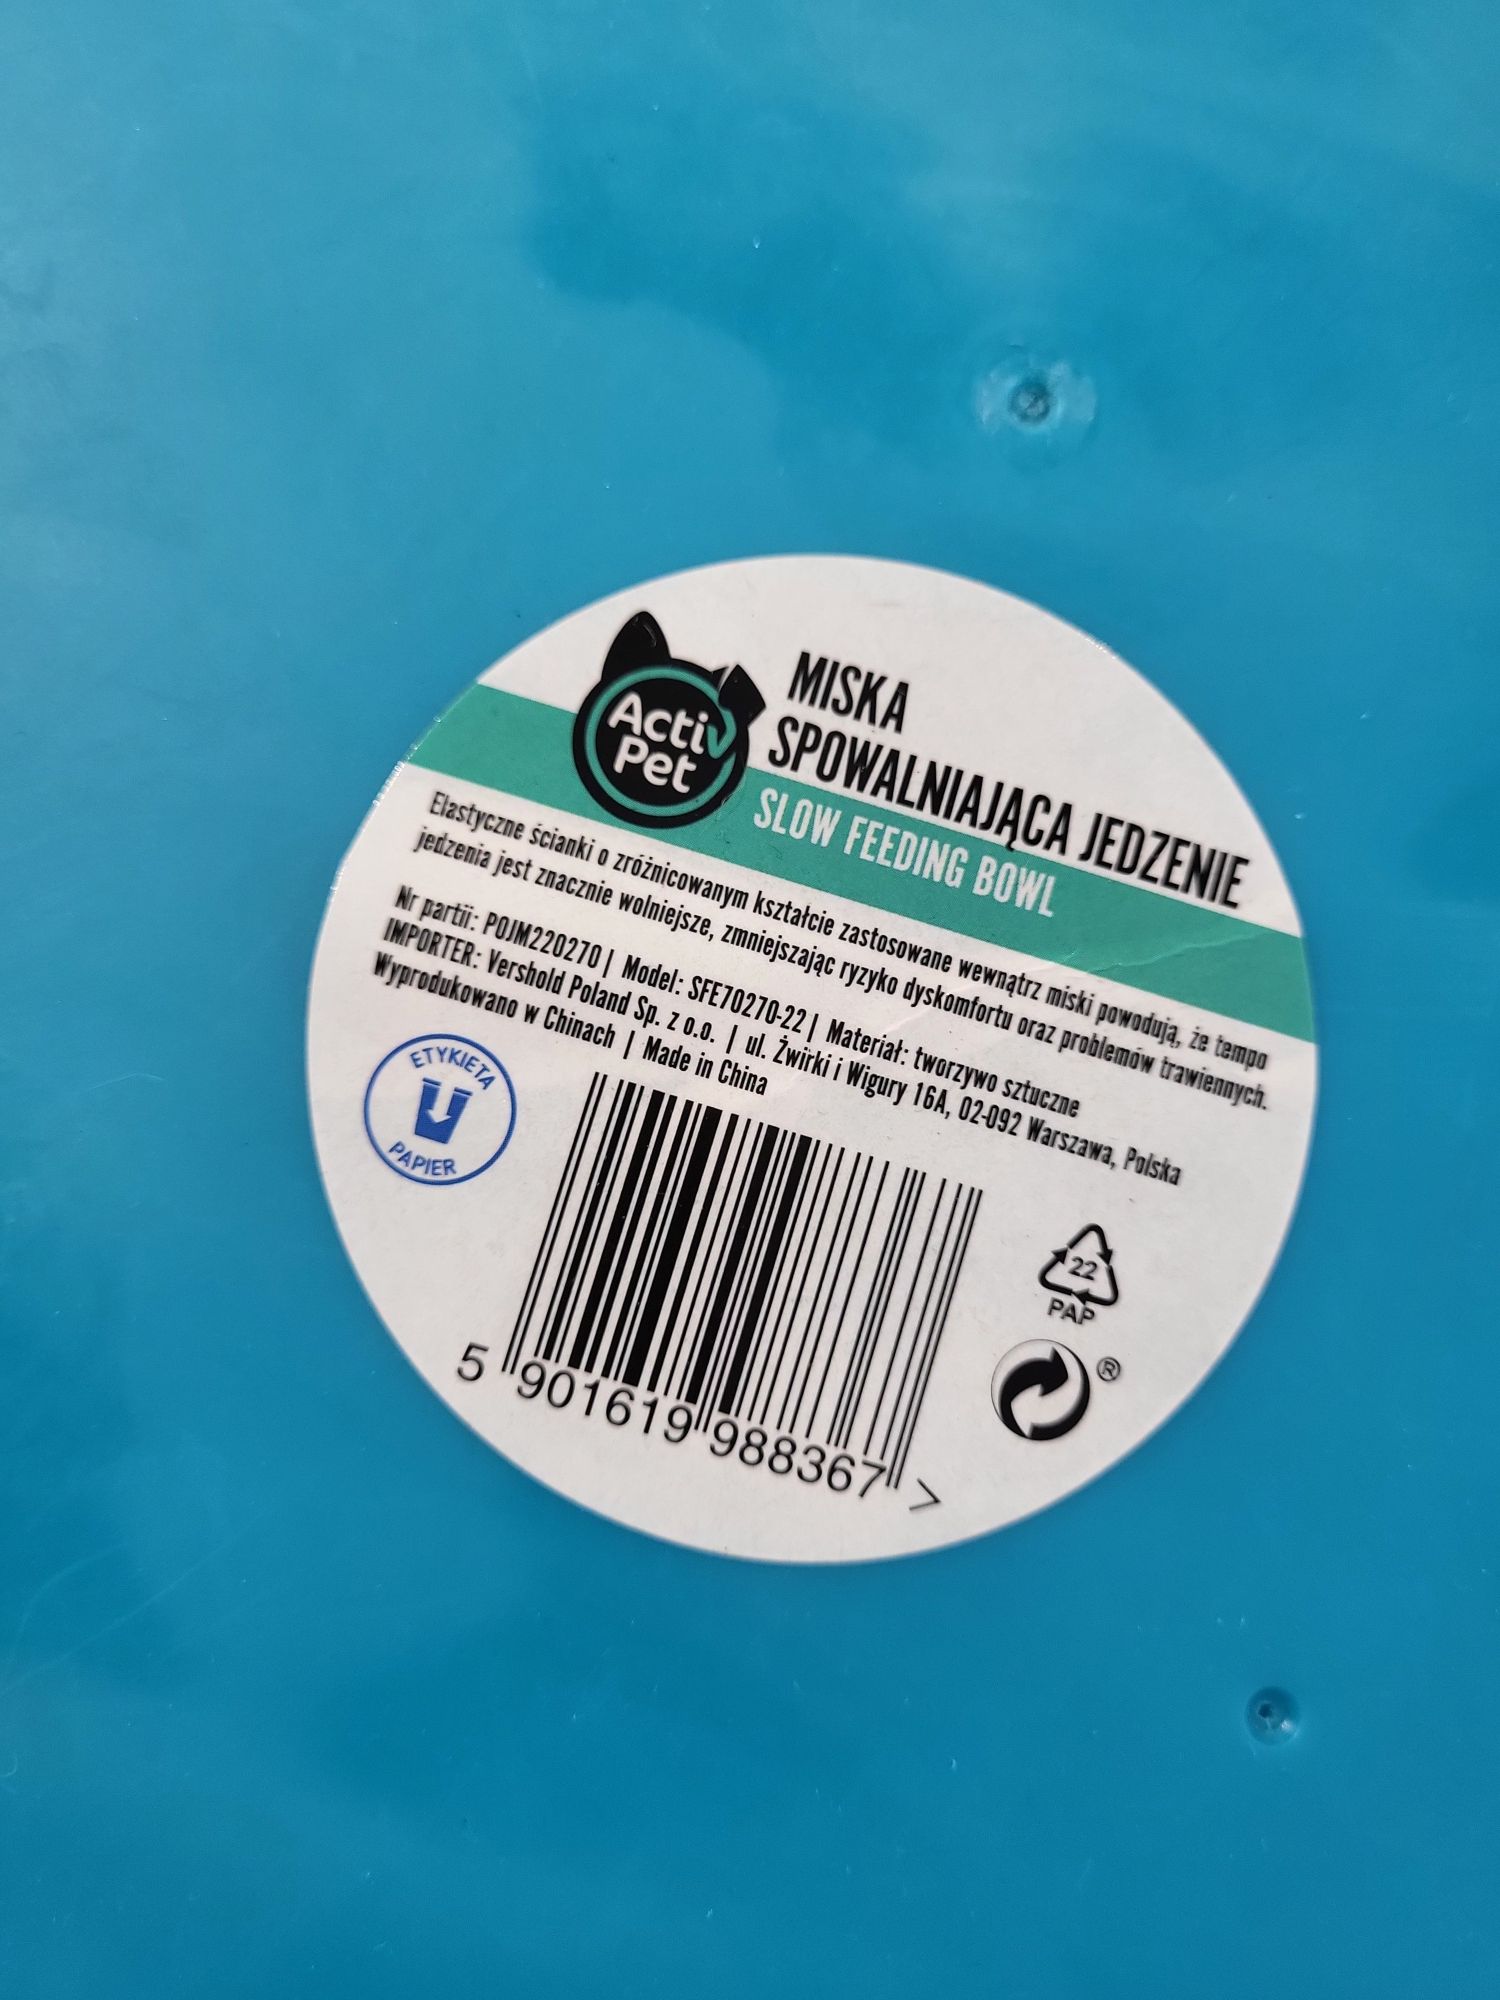 Activ
Pet
MISKA
SPOWALNIAJĄCA JEDZENIE
SLOW FEEDING BOWL
Elastyczne ścianki o zróżnicowanym kształcie zastosowane wewnątrz miski powodują, że tempo
jedzenia jest znacznie wolniejsze, zmniejszając ryzyko dyskomfortu oraz problemów trawiennych.
Nr partii: POJM220270 | Model: SFE70270-22 | Materiał: tworzywo sztuczne
IMPORTER: Vershold Poland Sp. z o.o. | ul. Żwirki i Wigury 16A, 02-092 Warszawa, Polska
Wyprodukowano w Chinach | Made in China
ETYKIETA
PAPIER
22
PAP
®
5 901619 988367 >